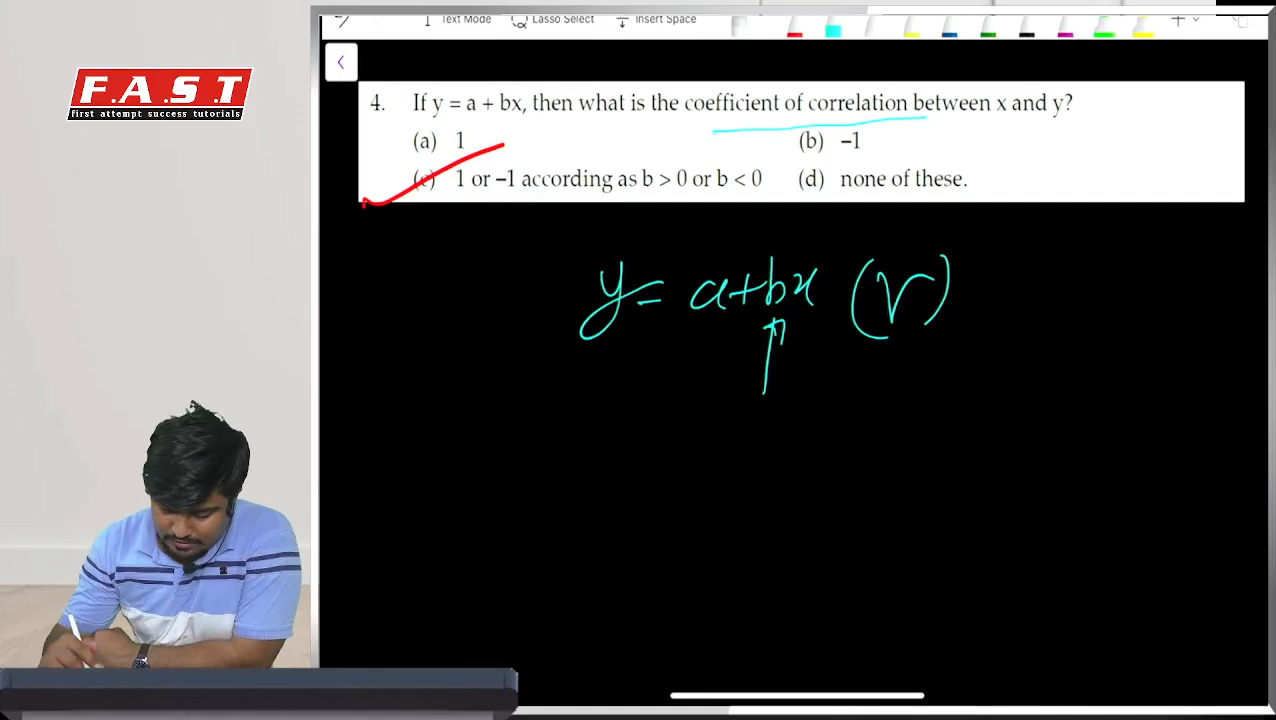 Text Mode Lasso Select Insert Space
F.A.S.T
first attempt success tutorials
4. If y = a + bx, then what is the coefficient of correlation between x and y?
(a) 1 (b) –1
(c) 1 or –1 according as b > 0 or b < 0 (d) none of these.
y = a+bx (r)